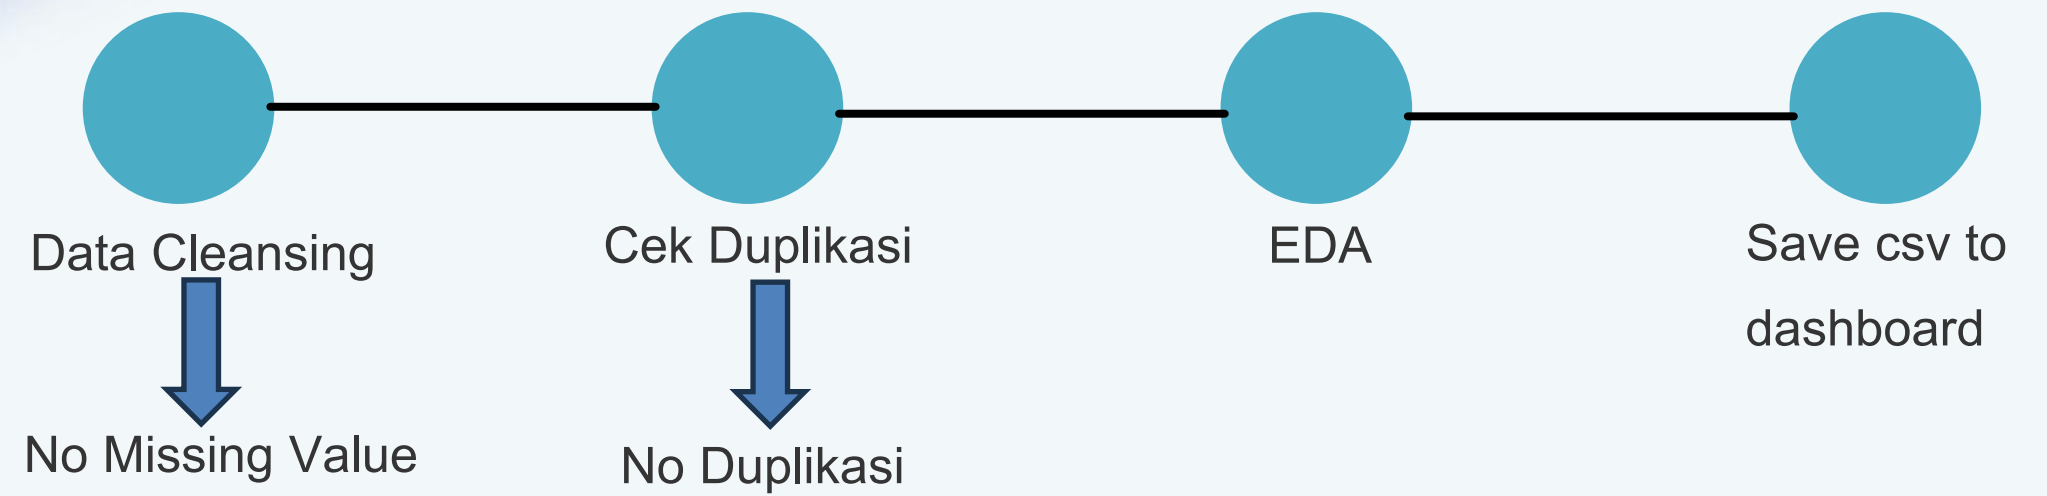 Data Cleansing
Cek Duplikasi
EDA
Save csv to
dashboard
No Missing Value
No Duplikasi